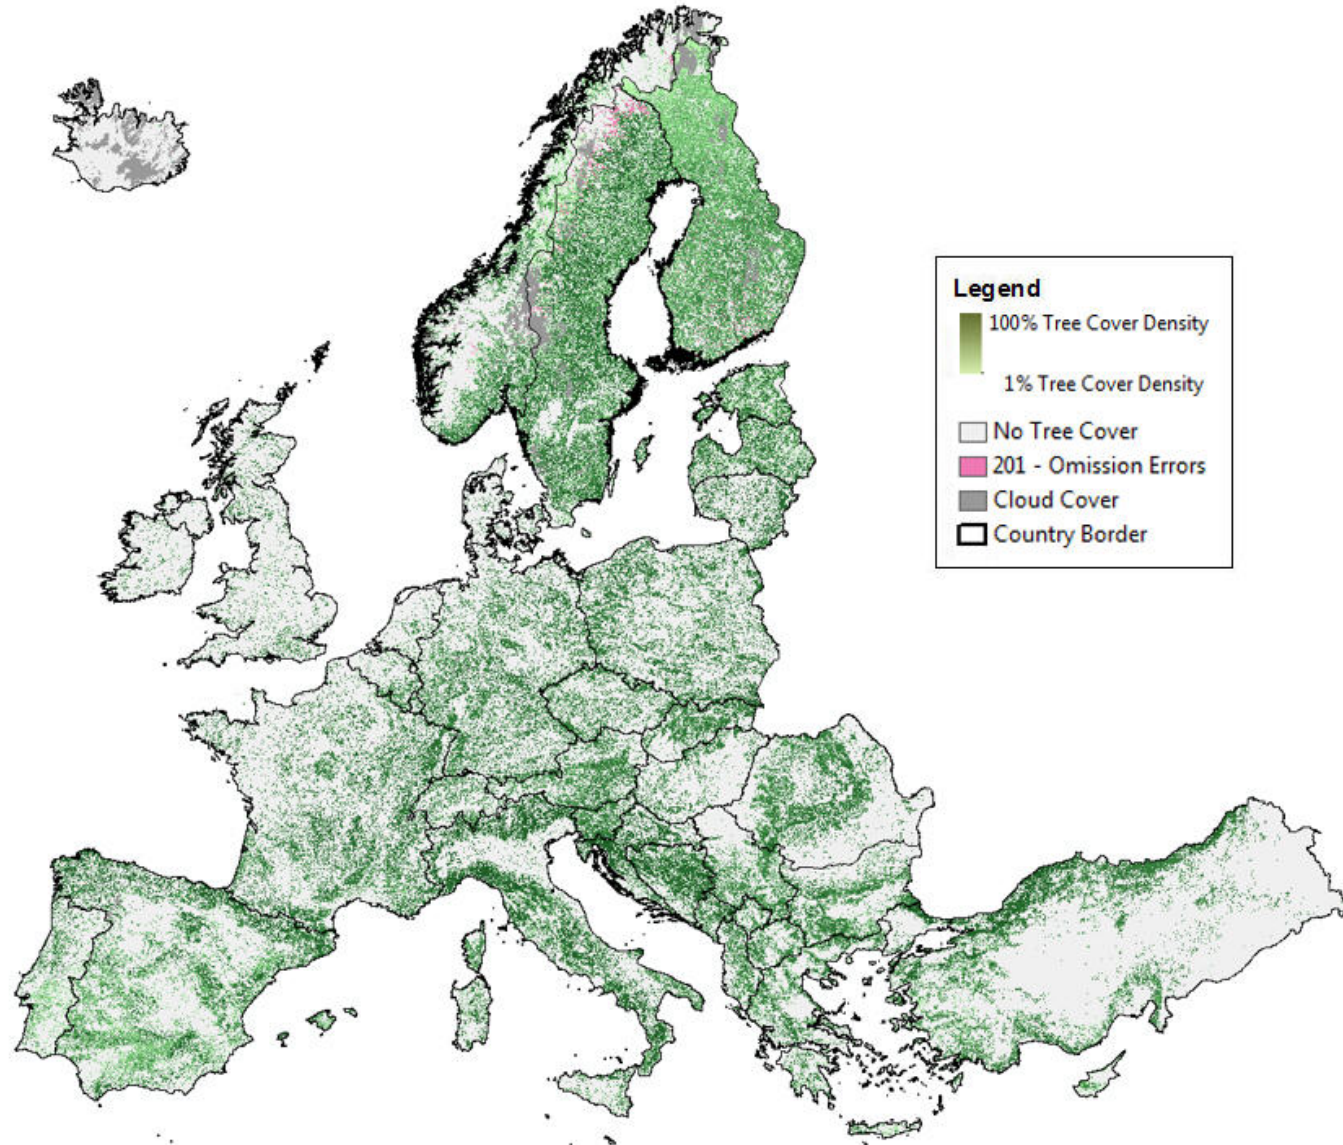 Legend
100% Tree Cover Density
1% Tree Cover Density
No Tree Cover
201 - Omission Errors
Cloud Cover
Country Border